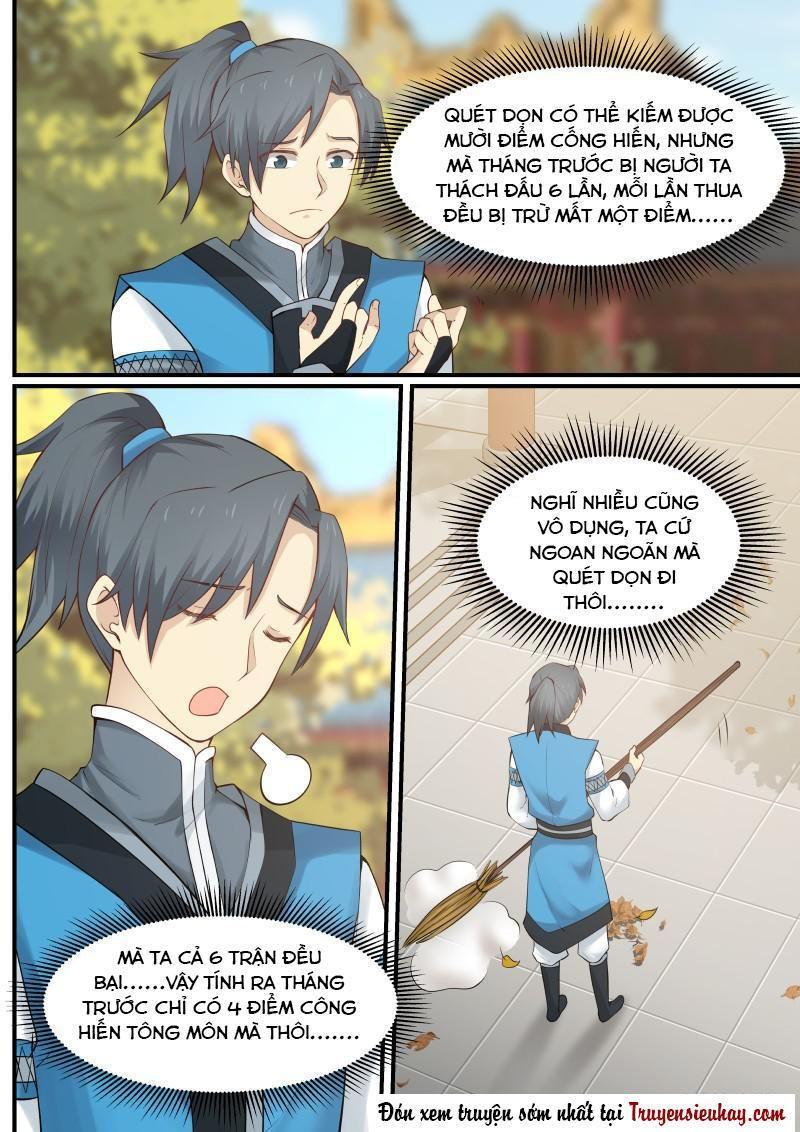 QUÉT DỌN CÓ THỂ KIẾM ĐƯỢC
MƯỜI ĐIỂM CỐNG HIẾN, NHƯNG
MÀ THÁNG TRƯỚC BỊ NGƯỜI TA
THÁCH ĐẤU 6 LẦN, MỖI LẦN THUA
ĐỀU BỊ TRỪ MẤT MỘT ĐIỂM......
MÀ TA CẢ 6 TRẬN ĐỀU
BẠI......VẬY TÍNH RA THÁNG
TRƯỚC CHỈ CÓ 4 ĐIỂM CÔNG
HIẾN TÔNG MÔN MÀ THÔI.......
NGHĨ NHIỀU CŨNG
VÔ DỤNG, TA CỨ
NGOAN NGOÃN MÀ
QUÉT DỌN ĐI
THÔI........
Đón xem truyện sớm nhất tại Truyensieuhay.com